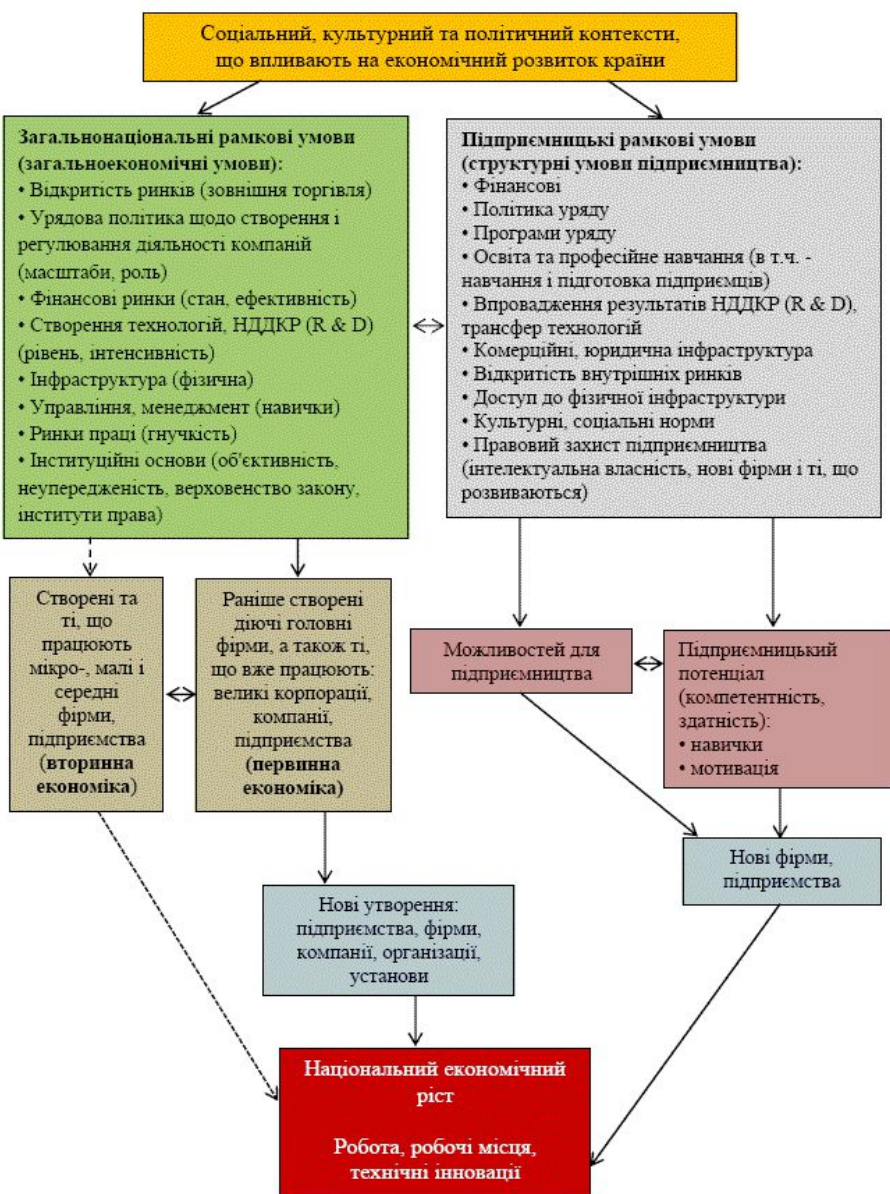 Соціальний, культурний та політичний контексти,
що впливають на економічний розвиток країни
Загальнонаціональні рамкові умови
(загальноекономічні умови):
• Відкритість ринків (зовнішня торгівля)
• Урядова політика щодо створення і
регулювання діяльності компаній
(масштаби, роль)
• Фінансові ринки (стан, ефективність)
• Створення технологій, НДДКР (R & D)
(рівень, інтенсивність)
• Інфраструктура (фізична)
• Управління, менеджмент (навички)
• Ринки праці (гнучкість)
• Інституційні основи (об'єктивність,
неупередженість, верховенство закону,
інститути права)
Підприємницькі рамкові умови
(структурні умови підприємництва):
• Фінансові
• Політика уряду
• Програми уряду
• Освіта та професійне навчання (в т.ч. -
навчання і підготовка підприємців)
• Впровадження результатів НДДКР (R & D),
трансфер технологій
• Комерційні, юридична інфраструктура
• Відкритість внутрішніх ринків
• Доступ до фізичної інфраструктури
• Культурні, соціальні норми
• Правовий захист підприємництва
(інтелектуальна власність, нові фірми і ті, що
розвиваються)
Створені та
ті, що
працюють
мікро-, малі і
середні
фірми,
підприємства
(вторинна
економіка)
Раніше створені
діючі головні
фірми, а також ті,
що вже працюють:
великі корпорації,
компанії,
підприємства
(первинна
економіка)
Можливостей для
підприємництва
Підприємницький
потенціал
(компетентність,
здатність):
• навички
• мотивація
Нові фірми,
підприємства
Нові утворення:
підприємства, фірми,
компанії, організації,
установи
Національний економічний
ріст
Робота, робочі місця,
технічні інновації